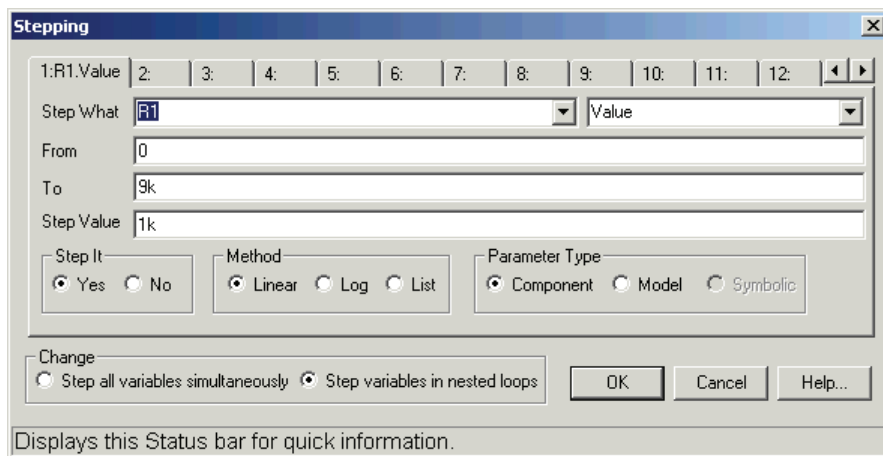 Stepping
1:R1.Value 2: 3: 4: 5: 6: 7: 8: 9: 10: 11: 12:
Step What R1 Value
From 0
To 9k
Step Value 1k
Step It Method Parameter Type
Yes No Linear Log List Component Model Symbolic
Change
Step all variables simultaneously Step variables in nested loops OK Cancel Help...
Displays this Status bar for quick information.